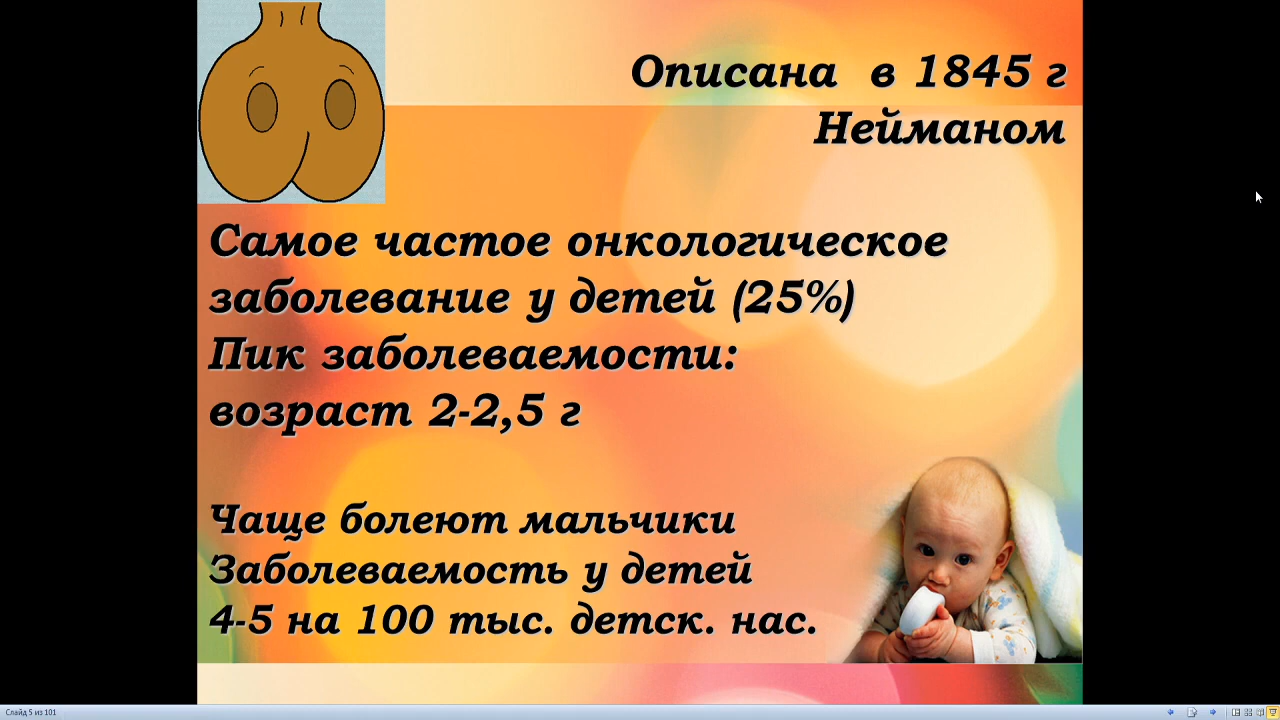 Описана в 1845 г
Нейманом
Самое частое онкологическое
заболевание у детей (25%)
Пик заболеваемости:
возраст 2-2,5 г
Чаще болеют мальчики
Заболеваемость у детей
4-5 на 100 тыс. детск. нас.
Слайд 5 из 101